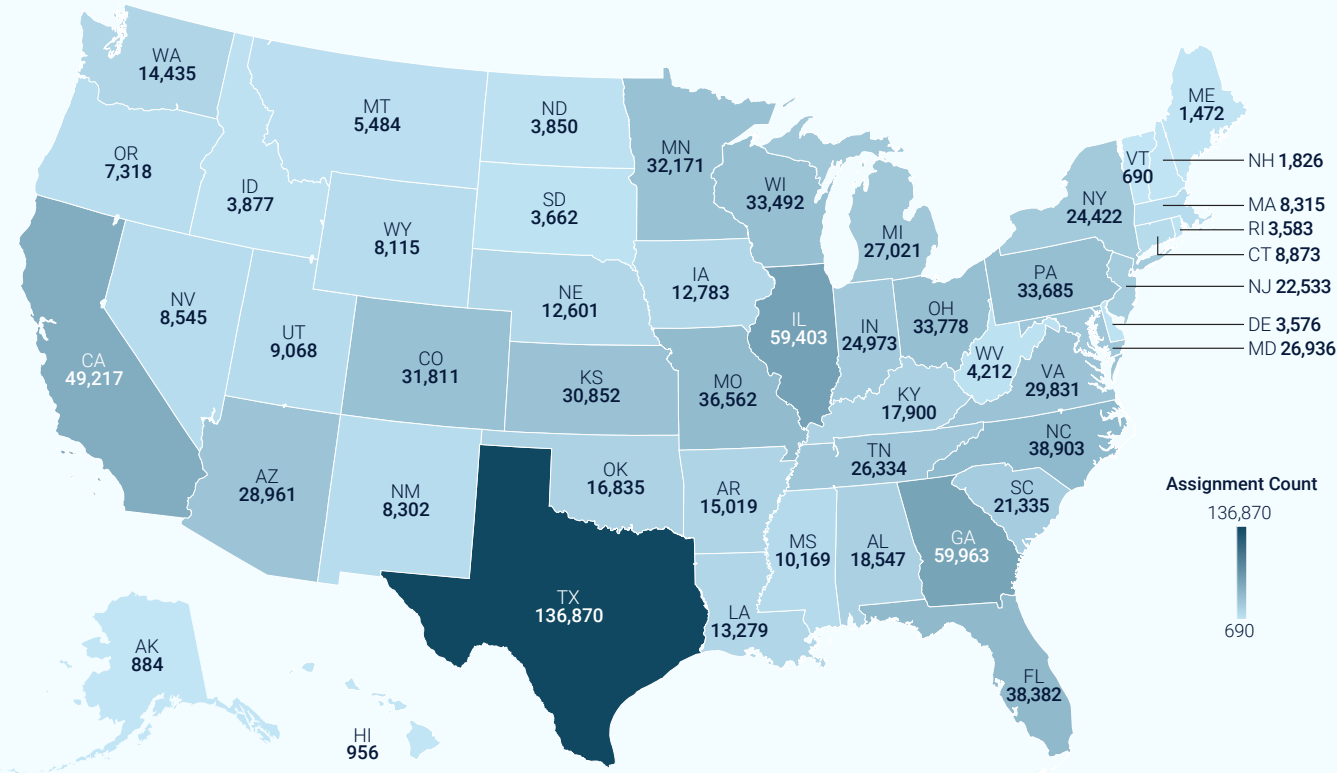 WA
14,435
MT
5,484
ND
3,850
MN
32,171
ME
1,472
OR
7,318
ID
3,877
WY
8,115
SD
3,662
WI
33,492
MI
27,021
NY
24,422
VT
690
NH 1,826
MA 8,315
RI 3,583
CT 8,873
NJ 22,533
DE 3,576
MD 26,936
CA
49,217
NV
8,545
UT
9,068
CO
31,811
NE
12,601
KS
30,852
IA
12,783
MO
36,562
IL
59,403
IN
24,973
OH
33,778
PA
33,685
WV
4,212
VA
29,831
KY
17,900
NC
38,903
TN
26,334
SC
21,335
AZ
28,961
NM
8,302
OK
16,835
AR
15,019
MS
10,169
AL
18,547
GA
59,963
TX
136,870
LA
13,279
FL
38,382
AK
884
HI
956
Assignment Count
136,870
690